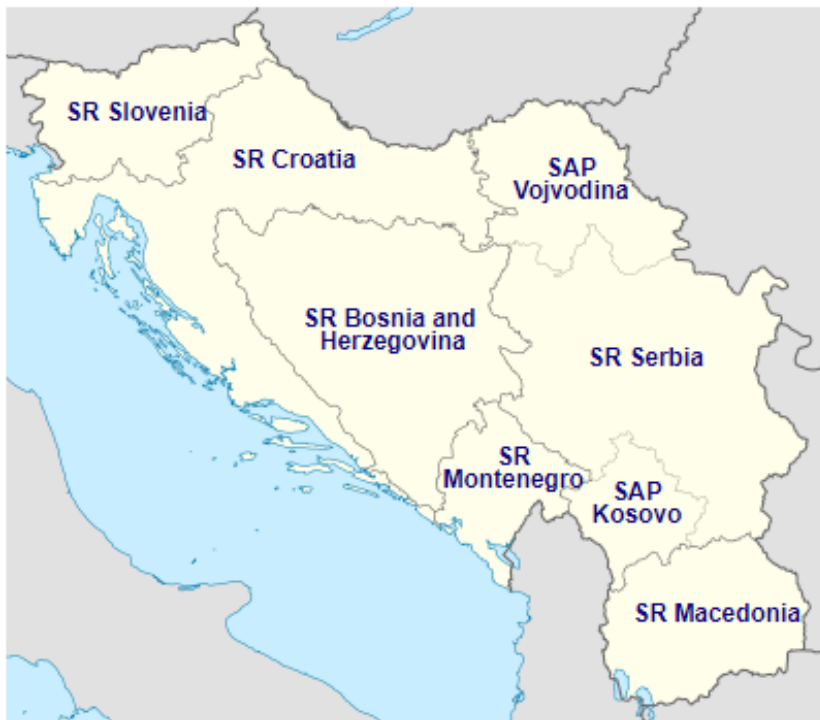 SR Slovenia
SR Croatia
SAP
Vojvodina
SR Bosnia and
Herzegovina
SR Serbia
SR
Montenegro
SAP
Kosovo
SR Macedonia